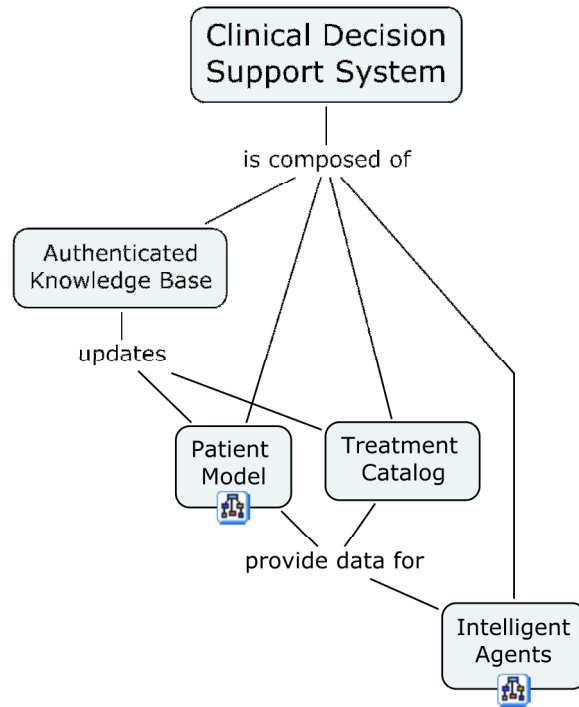 Clinical Decision
Support System
is composed of
Authenticated
Knowledge Base
updates
Patient
Model
Treatment
Catalog
provide data for
Intelligent
Agents